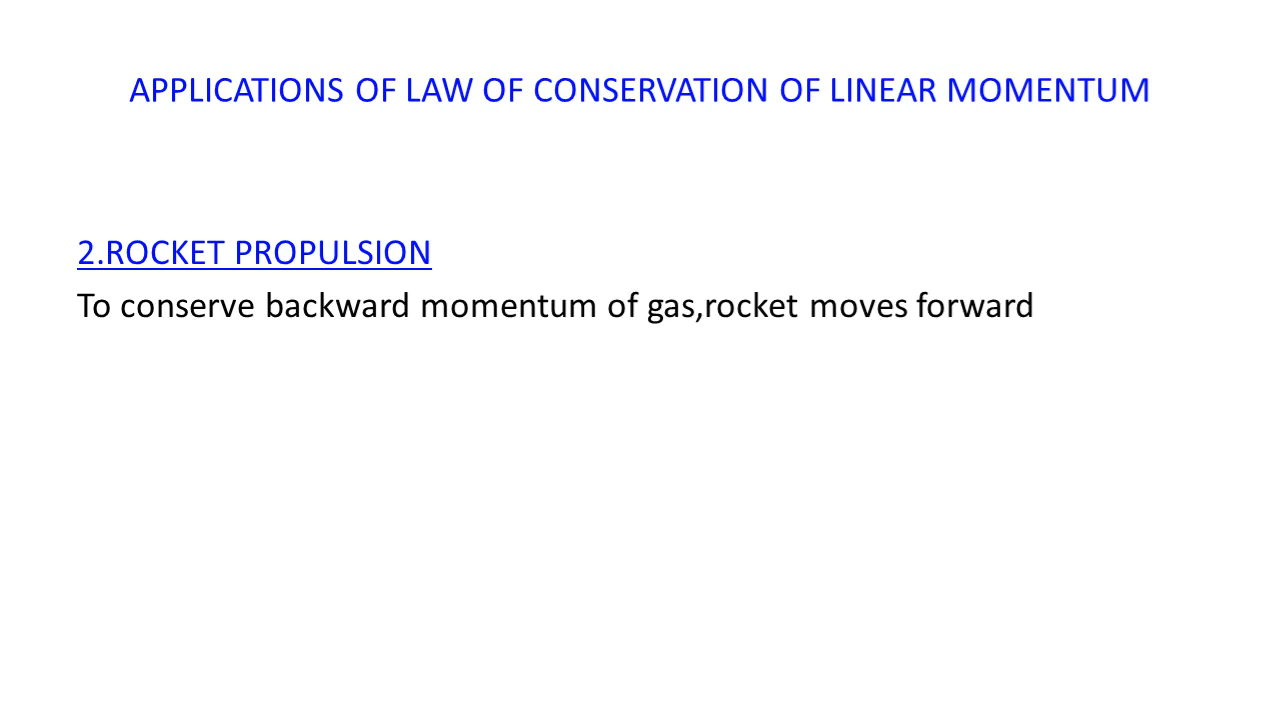 APPLICATIONS OF LAW OF CONSERVATION OF LINEAR MOMENTUM
2.ROCKET PROPULSION
To conserve backward momentum of gas,rocket moves forward